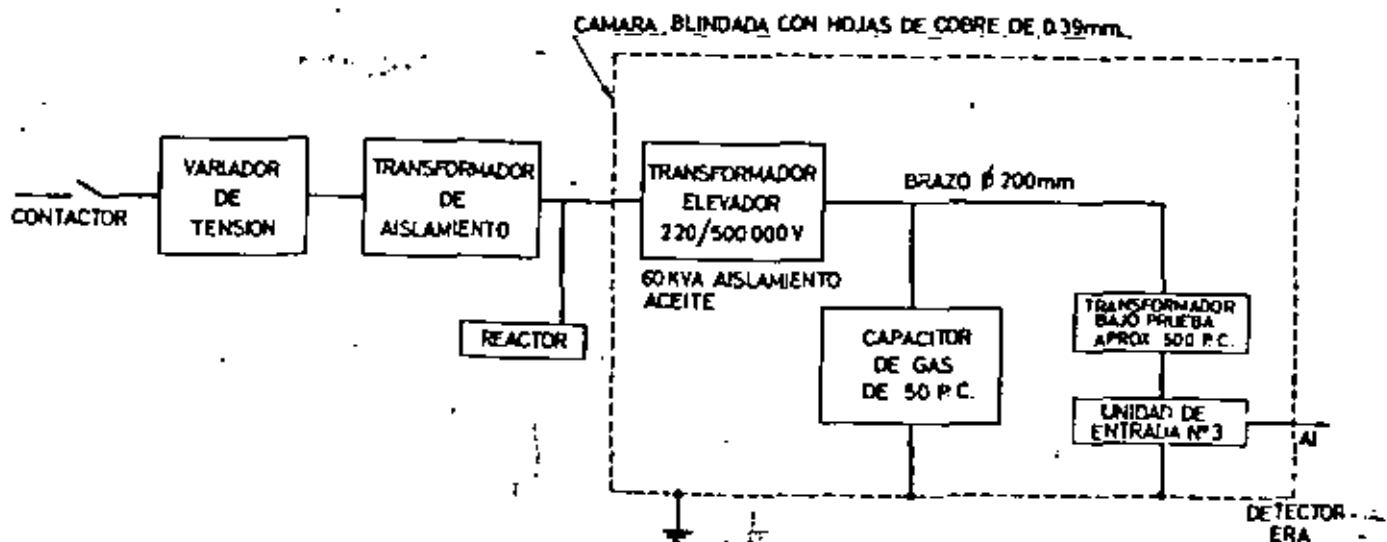 CAMARA BLINDADA CON HOJAS DE COBRE DE 0.39mm.
CONTACTOR
VARIADOR
DE
TENSION
TRANSFORMADOR
DE
AISLAMIENTO
REACTOR
TRANSFORMADOR
ELEVADOR
220/500 000 V
60 KVA AISLAMIENTO
ACEITE
BRAZO Ø 200mm
CAPACITOR
DE GAS
DE 50 P.C.
TRANSFORMADOR
BAJO PRUEBA
APROX 500 P.C.
UNIDAD DE
ENTRADA Nº 3
Al
DETECTOR
ERA